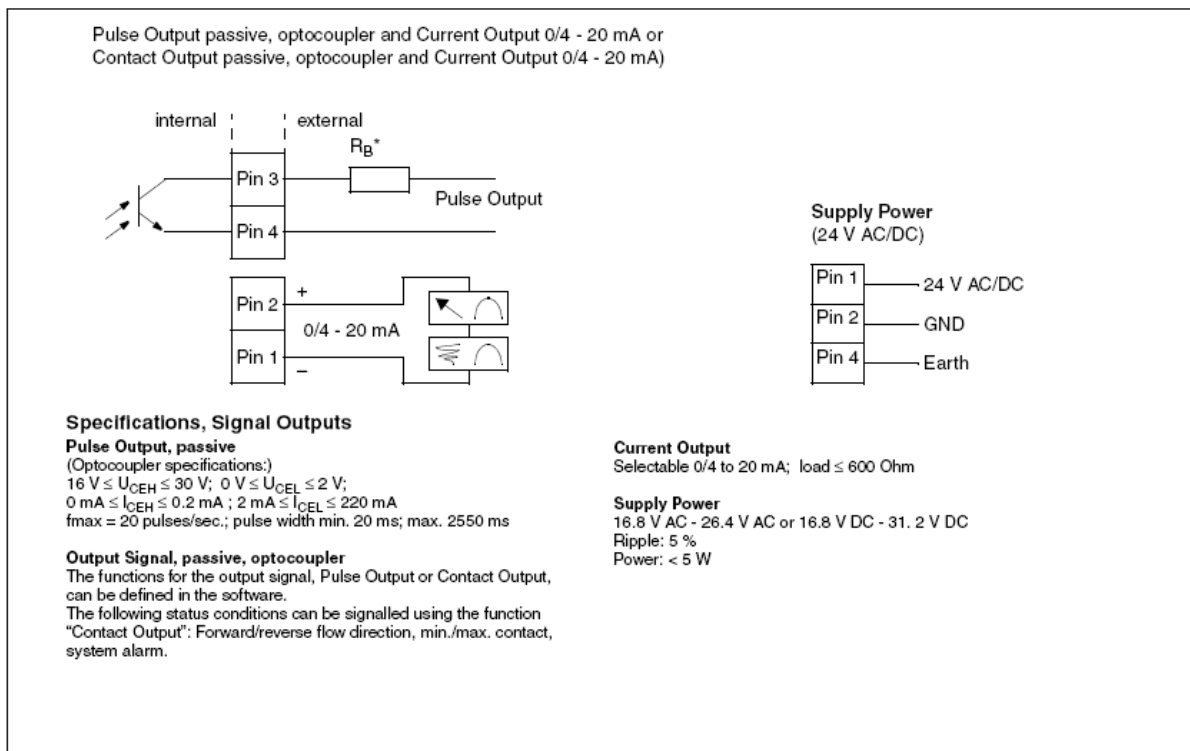 Pulse Output passive, optocoupler and Current Output 0/4 - 20 mA or
Contact Output passive, optocoupler and Current Output 0/4 - 20 mA)
internal
external
R_B*
Pin 3
Pulse Output
Pin 4
Pin 2
+
0/4 - 20 mA
Pin 1
–
Supply Power
(24 V AC/DC)
Pin 1
24 V AC/DC
Pin 2
GND
Pin 4
Earth
Specifications, Signal Outputs
Pulse Output, passive
(Optocoupler specifications:)
16 V ≤ U_CEH ≤ 30 V; 0 V ≤ U_CEL ≤ 2 V;
0 mA ≤ I_CEH ≤ 0.2 mA ; 2 mA ≤ I_CEL ≤ 220 mA
fmax = 20 pulses/sec.; pulse width min. 20 ms; max. 2550 ms
Output Signal, passive, optocoupler
The functions for the output signal, Pulse Output or Contact Output,
can be defined in the software.
The following status conditions can be signalled using the function
“Contact Output”: Forward/reverse flow direction, min./max. contact,
system alarm.
Current Output
Selectable 0/4 to 20 mA; load ≤ 600 Ohm
Supply Power
16.8 V AC - 26.4 V AC or 16.8 V DC - 31. 2 V DC
Ripple: 5 %
Power: < 5 W